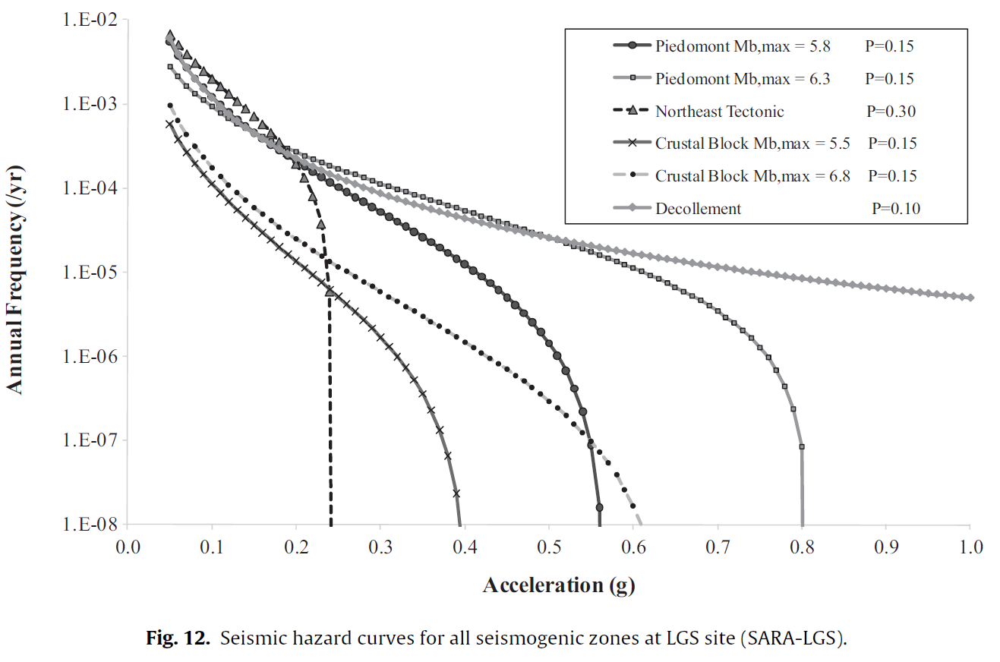 1.E-02
1.E-03
1.E-04
1.E-05
1.E-06
1.E-07
1.E-08
Annual Frequency (/yr)
Piedomont Mb,max = 5.8 P=0.15
Piedomont Mb,max = 6.3 P=0.15
Northeast Tectonic P=0.30
Crustal Block Mb,max = 5.5 P=0.15
Crustal Block Mb,max = 6.8 P=0.15
Decollement P=0.10
0.0 0.1 0.2 0.3 0.4 0.5 0.6 0.7 0.8 0.9 1.0
Acceleration (g)
Fig. 12. Seismic hazard curves for all seismogenic zones at LGS site (SARA-LGS).